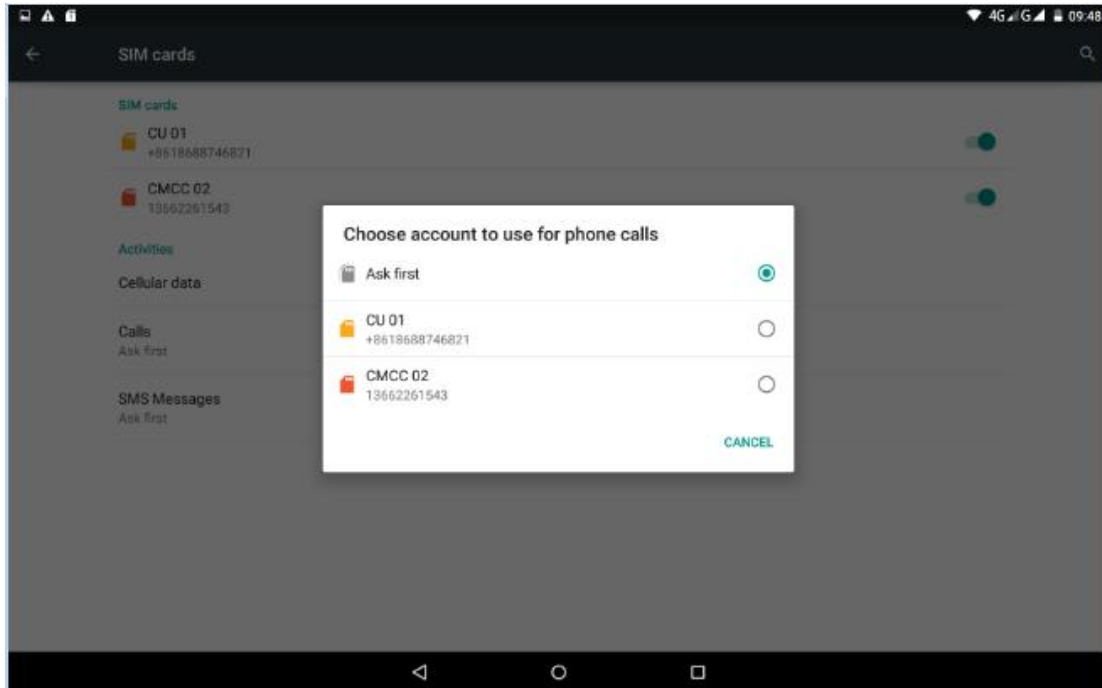 4G G 09:48
SIM cards
SIM cards
CU 01
+8618688746821
CMCC 02
13662261543
Activities
Cellular data
Calls
Ask first
SMS Messages
Ask first
Choose account to use for phone calls
Ask first
CU 01
+8618688746821
CMCC 02
13662261543
CANCEL